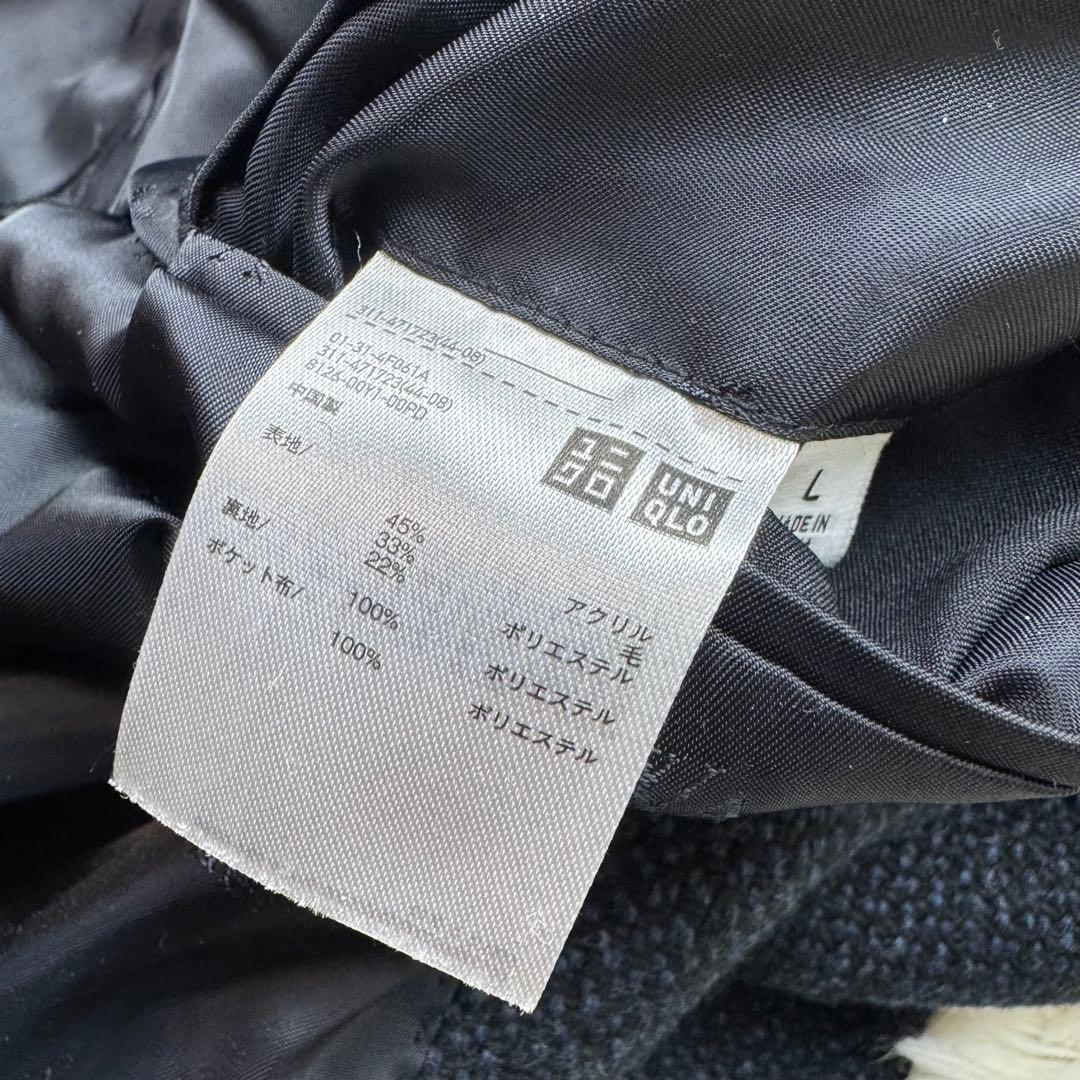 311-471723(44-08)
01-31-4F061A
311-471723(44-08)
8124-00Y1-00PD
中国製
ユニ
クロ
UNI
QLO
表地/
45% アクリル
33% 毛
22% ポリエステル
裏地/ 100% ポリエステル
ポケット布/ 100% ポリエステル
L
MADE IN